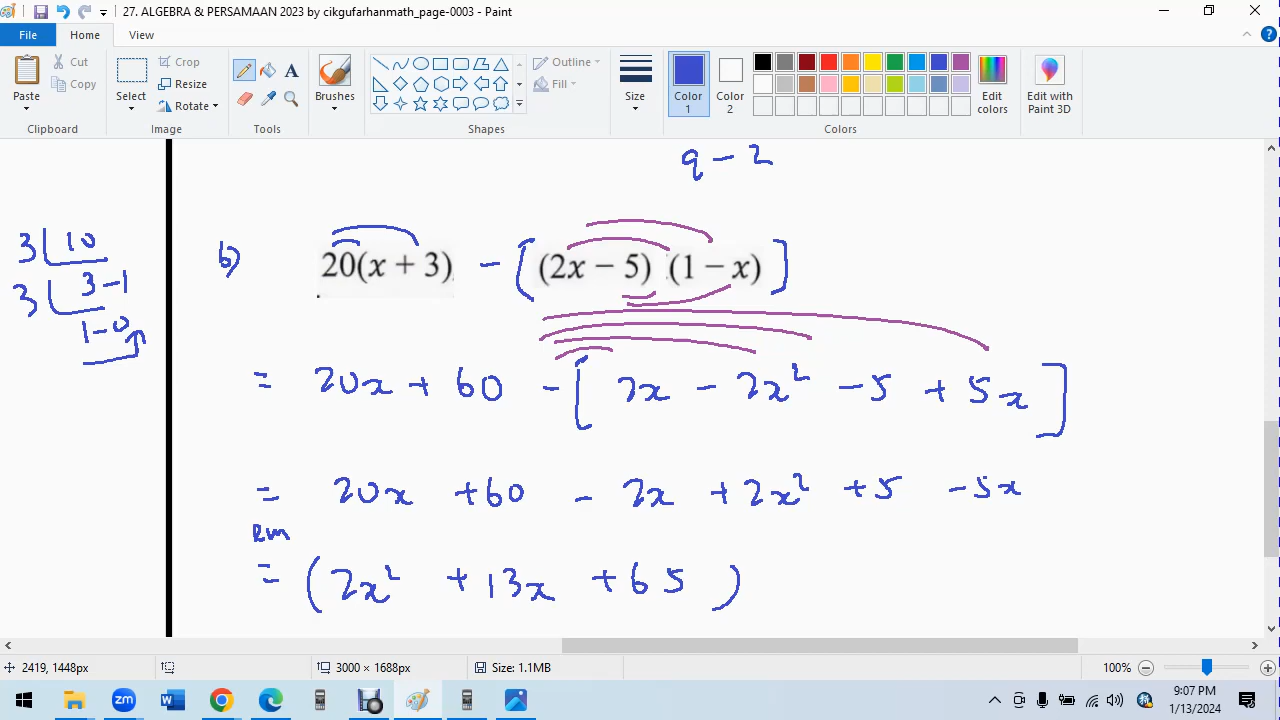 27. ALGEBRA & PERSAMAAN 2023 by cikgufarhanmath_page-0003 - Paint
File Home View
Paste Cut Copy Clipboard
Select Crop Resize Rotate Image
Tools
Brushes
Outline Fill Shapes
Size
Color 1 Color 2 Edit colors Colors
Edit with Paint 3D
q - 2
3 | 10
3 | 3 - 1
1 - 0
b) 20(x + 3) - [(2x − 5) (1 − x)]
= 20x + 60 - [2x - 2x² - 5 + 5x]
= 20x + 60 - 2x + 2x² + 5 - 5x
RM
= (2x² + 13x + 65)
2419, 1448px 3000 × 1688px Size: 1.1MB 100%
zm W 9:07 PM
1/13/2024